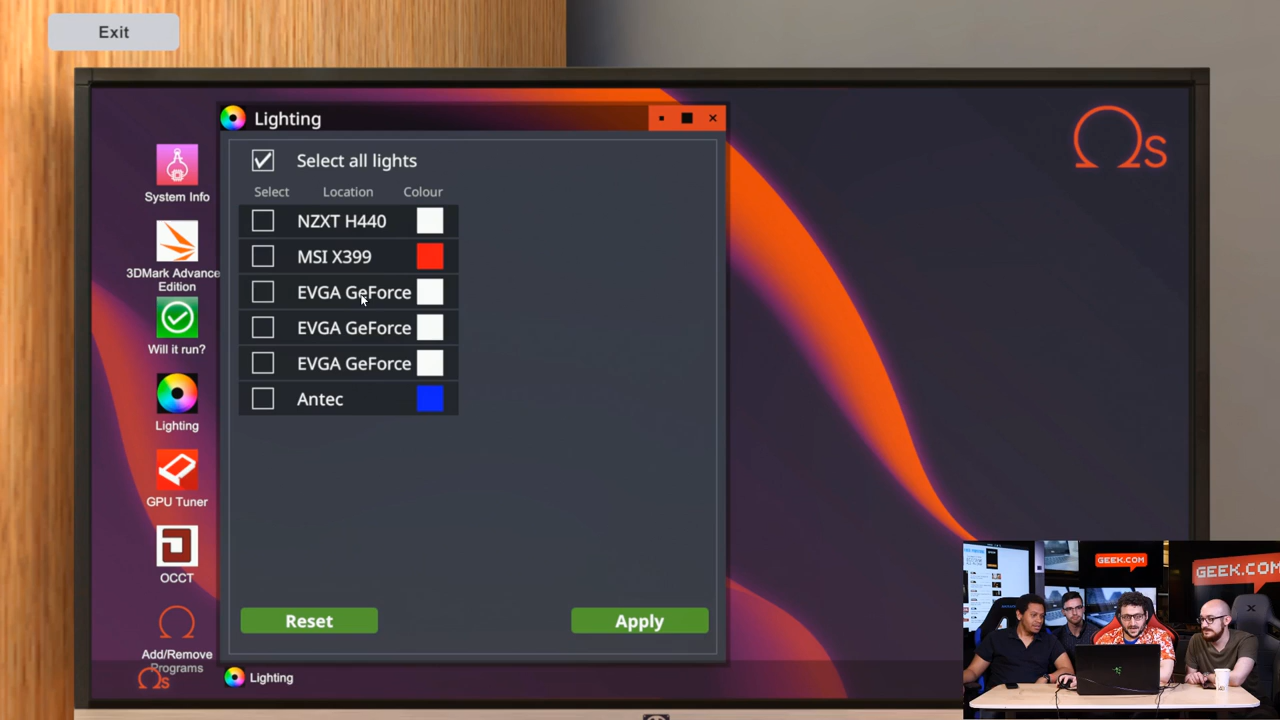 Exit
Lighting
Select all lights
Select Location Colour
NZXT H440
MSI X399
EVGA GeForce
EVGA GeForce
EVGA GeForce
Antec
Reset Apply
System Info
3DMark Advance
Edition
Will it run?
Lighting
GPU Tuner
OCCT
Add/Remove
Programs
Ωs
Ωs
Lighting
GEEK.COM
GEEK.COM